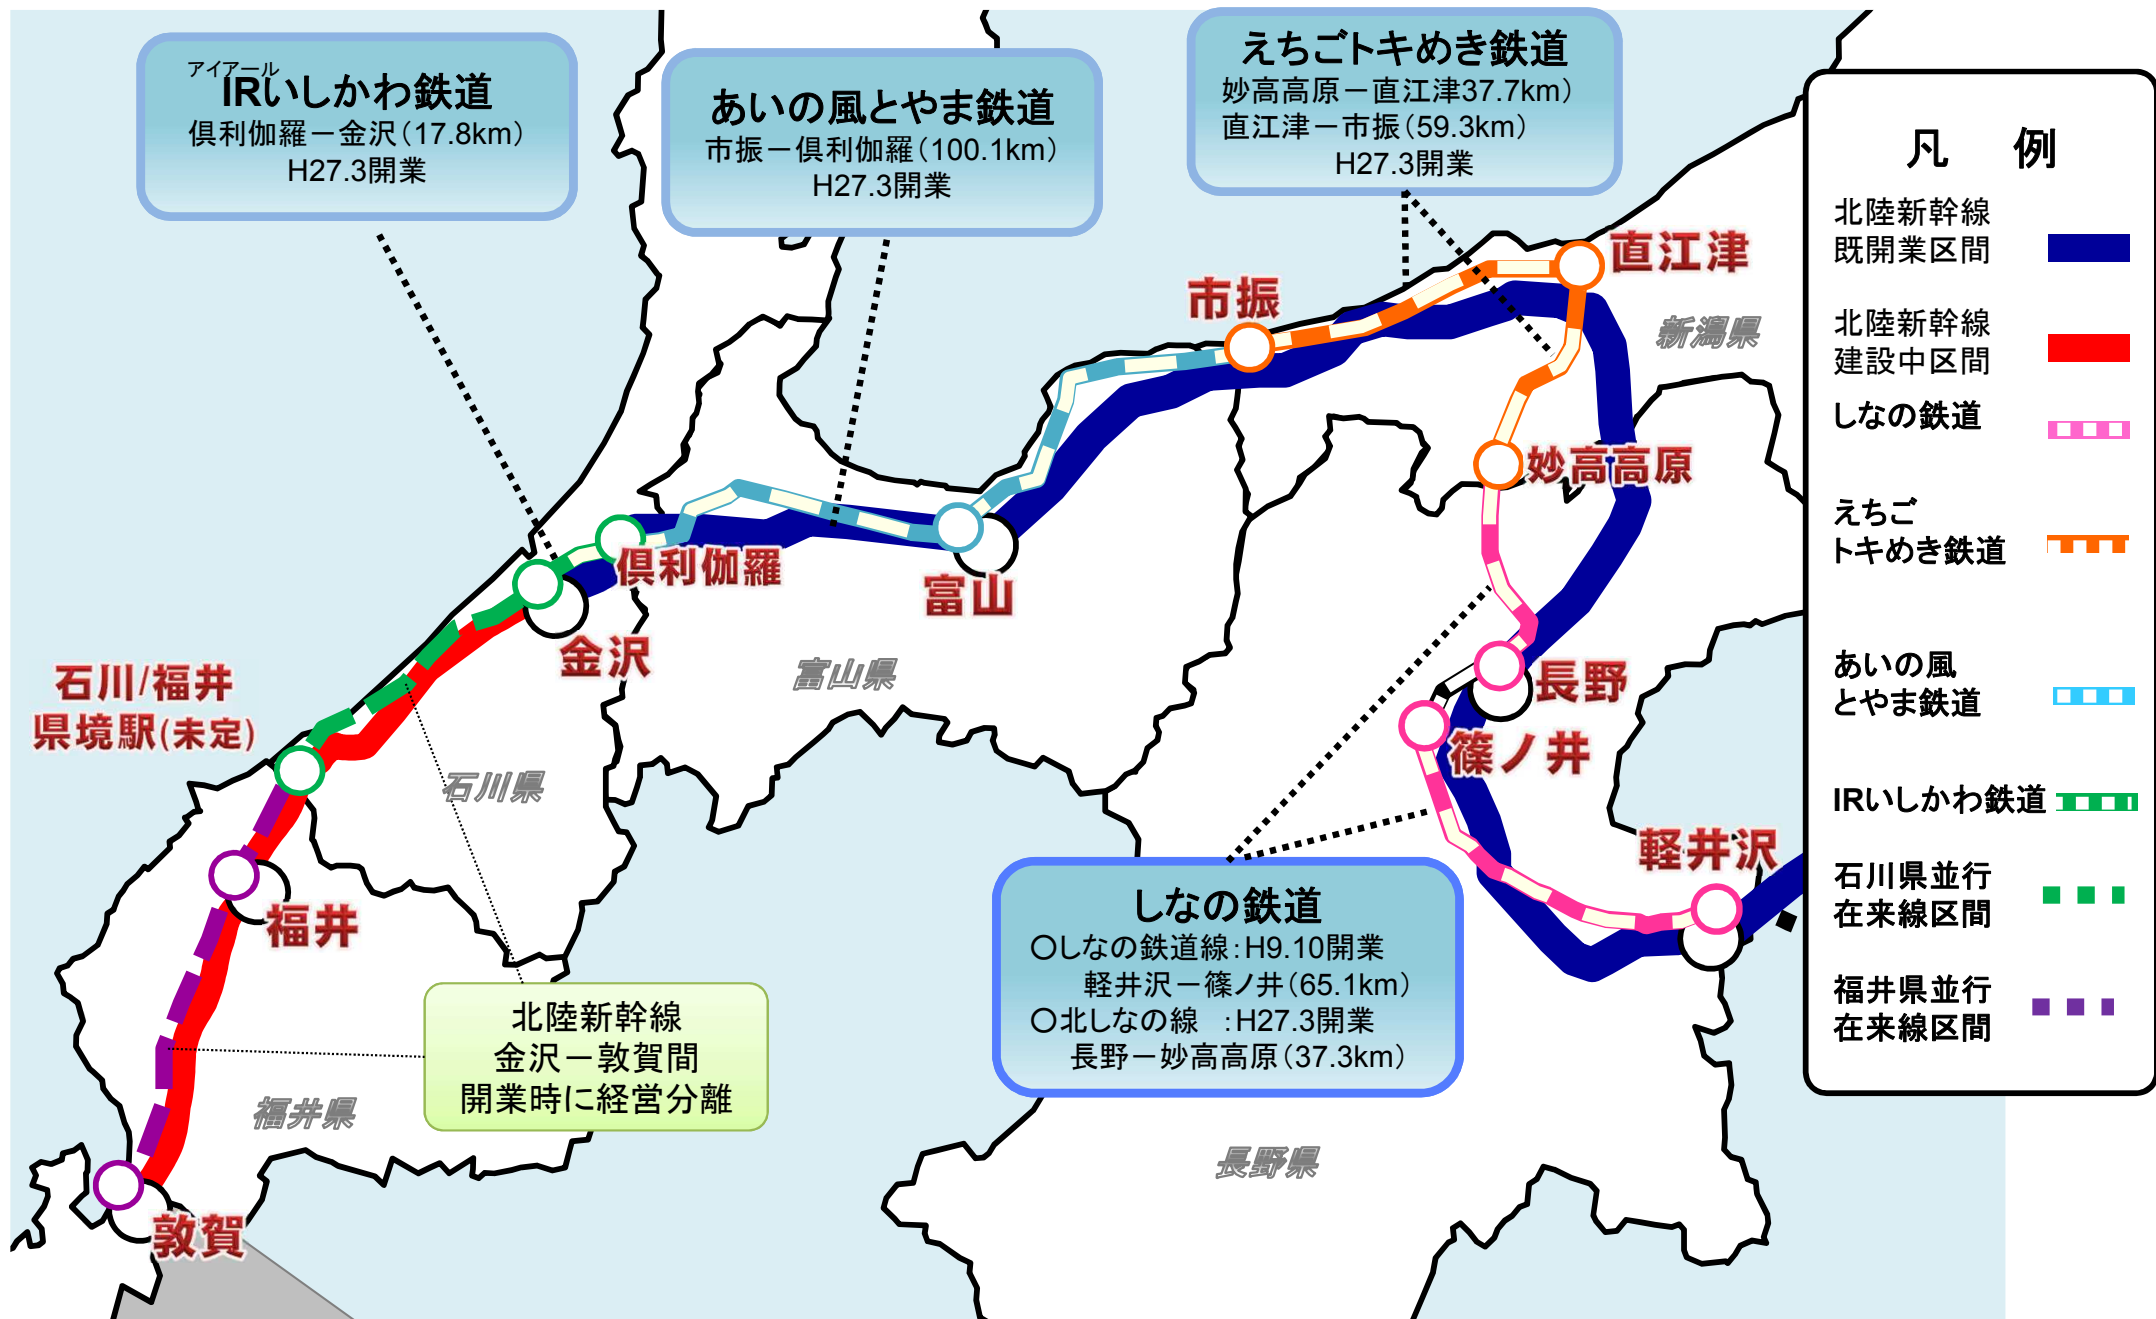 アイアール
IRいしかわ鉄道
倶利伽羅－金沢（17.8km）
H27.3開業
あいの風とやま鉄道
市振－倶利伽羅（100.1km）
H27.3開業
えちごトキめき鉄道
妙高高原－直江津37.7km）
直江津－市振（59.3km）
H27.3開業
凡　例
北陸新幹線
既開業区間
北陸新幹線
建設中区間
しなの鉄道
えちご
トキめき鉄道
あいの風
とやま鉄道
IRいしかわ鉄道
石川県並行
在来線区間
福井県並行
在来線区間
直江津
市振
新潟県
妙高高原
倶利伽羅
富山
金沢
富山県
石川/福井
県境駅(未定)
石川県
長野
篠ノ井
軽井沢
福井
しなの鉄道
○しなの鉄道線：H9.10開業
軽井沢－篠ノ井（65.1km）
○北しなの線　：H27.3開業
長野－妙高高原（37.3km）
北陸新幹線
金沢－敦賀間
開業時に経営分離
福井県
長野県
敦賀